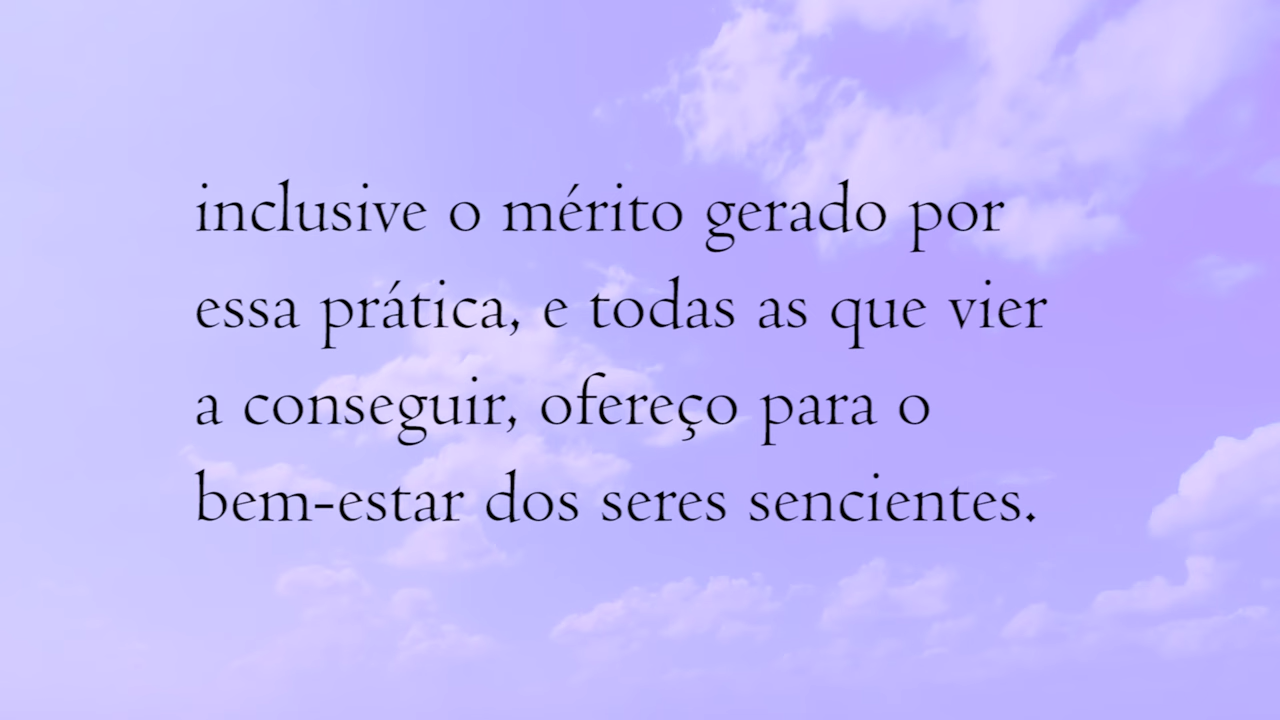 inclusive o mérito gerado por
essa prática, e todas as que vier
a conseguir, ofereço para o
bem-estar dos seres sencientes.